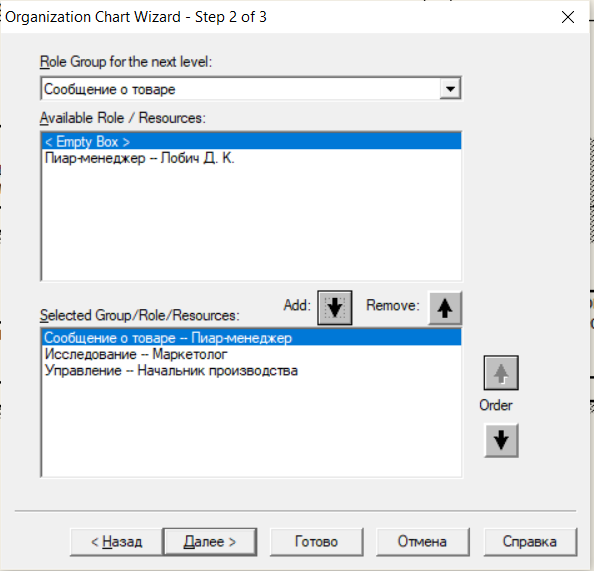 Organization Chart Wizard - Step 2 of 3
Role Group for the next level:
Сообщение о товаре
Available Role / Resources:
< Empty Box >
Пиар-менеджер -- Лобич Д. К.
Add:
Remove:
Selected Group/Role/Resources:
Сообщение о товаре -- Пиар-менеджер
Исследование -- Маркетолог
Управление -- Начальник производства
Order
< Назад
Далее >
Готово
Отмена
Справка